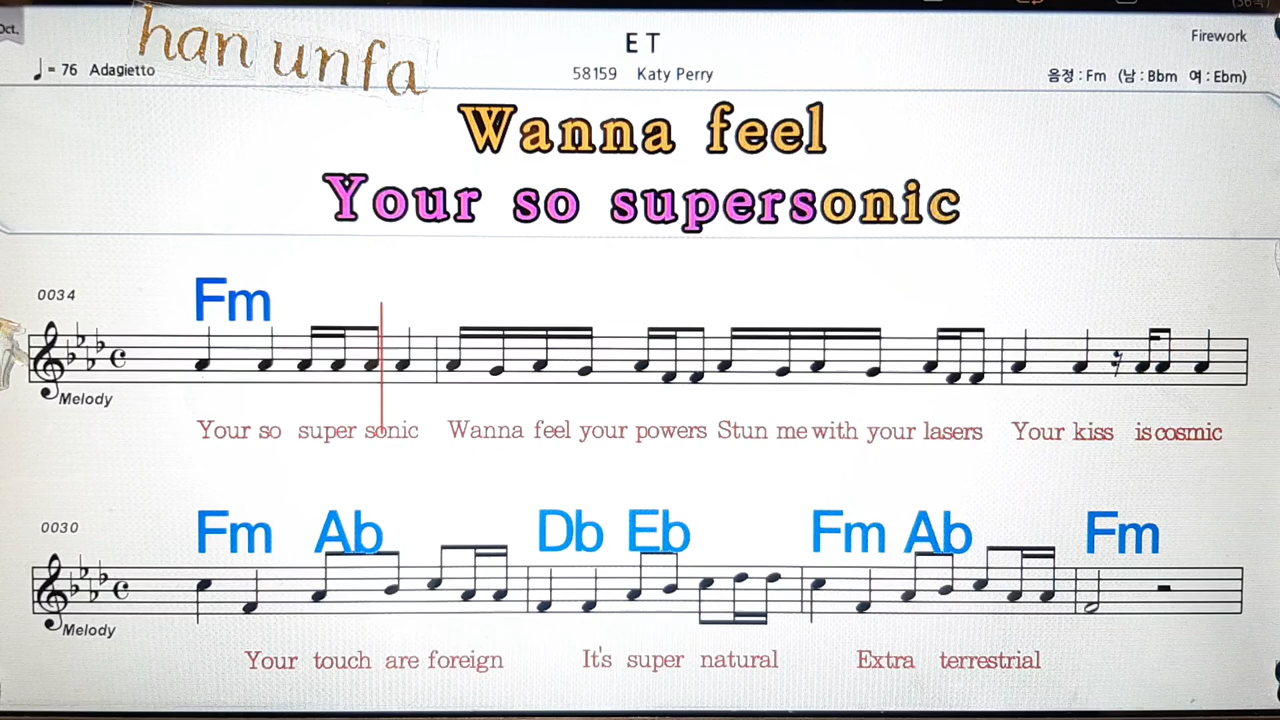 Oct.
han unfa
E T
Firework
♩ = 76 Adagietto
58159 Katy Perry
음정 : Fm (남 : Bbm 여 : Ebm)
Wanna feel
Your so supersonic
0034
Fm
Melody
Your so super sonic Wanna feel your powers Stun me with your lasers Your kiss is cosmic
0030
Fm Ab Db Eb Fm Ab Fm
Melody
Your touch are foreign It's super natural Extra terrestrial